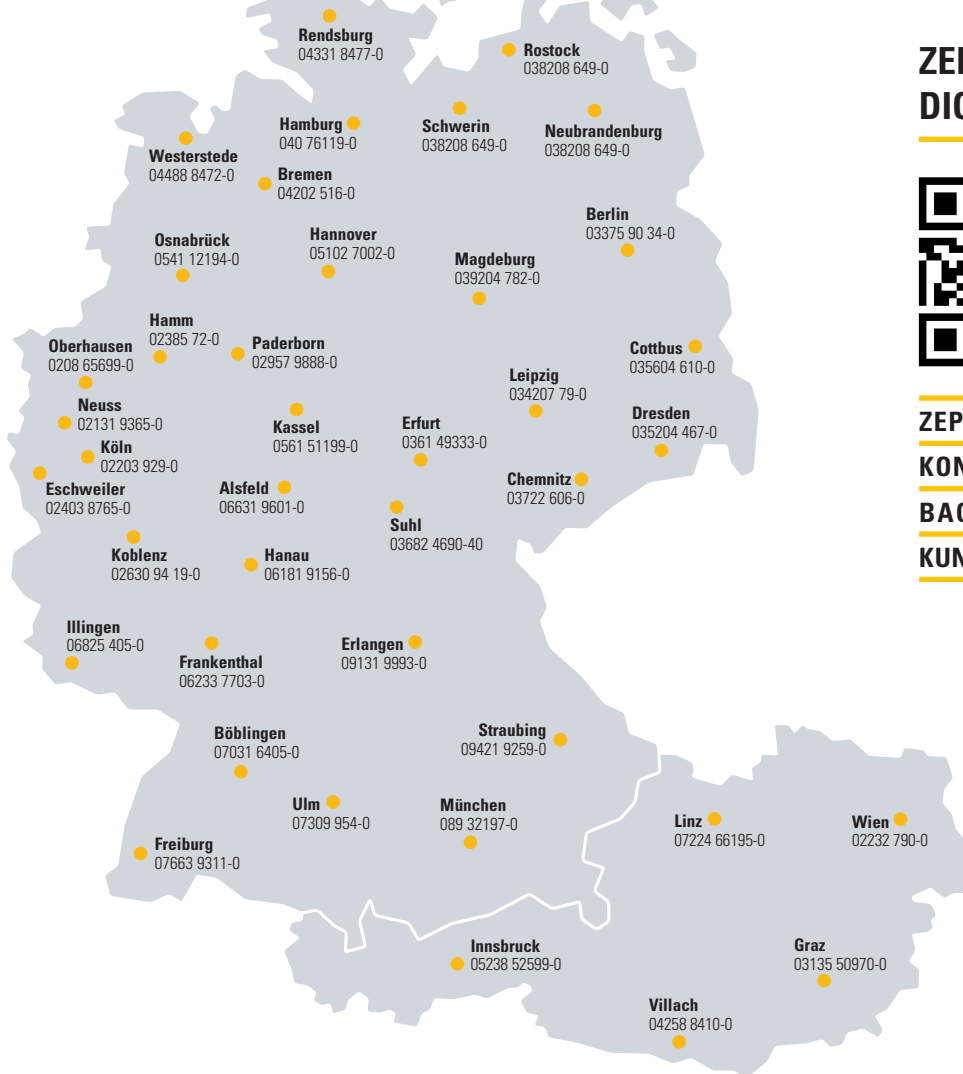 Rendsburg
04331 8477-0
Rostock
038208 649-0
Hamburg
040 76119-0
Schwerin
038208 649-0
Neubrandenburg
038208 649-0
Westerstede
04488 8472-0
Bremen
04202 516-0
Berlin
03375 90 34-0
Osnabrück
0541 12194-0
Hannover
05102 7002-0
Magdeburg
039204 782-0
Hamm
02385 72-0
Oberhausen
0208 65699-0
Paderborn
02957 9888-0
Cottbus
035604 610-0
Leipzig
034207 79-0
Neuss
02131 9365-0
Kassel
0561 51199-0
Erfurt
0361 49333-0
Dresden
035204 467-0
Köln
02203 929-0
Eschweiler
02403 8765-0
Alsfeld
06631 9601-0
Chemnitz
03722 606-0
Suhl
03682 4690-40
Koblenz
02630 94 19-0
Hanau
06181 9156-0
Illingen
06825 405-0
Frankenthal
06233 7703-0
Erlangen
09131 9993-0
Böblingen
07031 6405-0
Straubing
09421 9259-0
Ulm
07309 954-0
München
089 32197-0
Freiburg
07663 9311-0
Linz
07224 66195-0
Wien
02232 790-0
Innsbruck
05238 52599-0
Graz
03135 50970-0
Villach
04258 8410-0
ZEP
KON
BAC
KUN